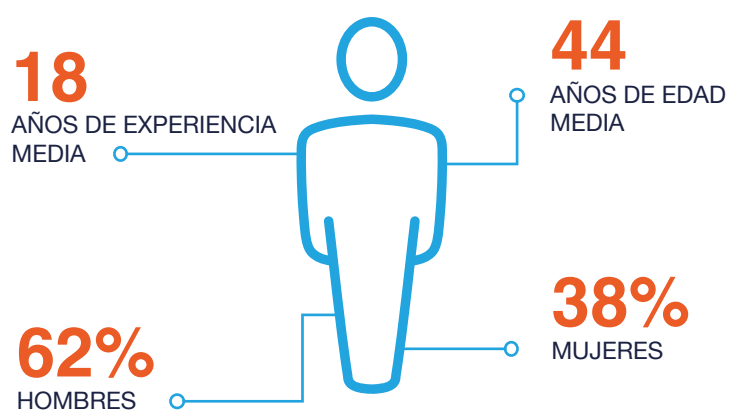 18
AÑOS DE EXPERIENCIA
MEDIA
44
AÑOS DE EDAD
MEDIA
62%
HOMBRES
38%
MUJERES